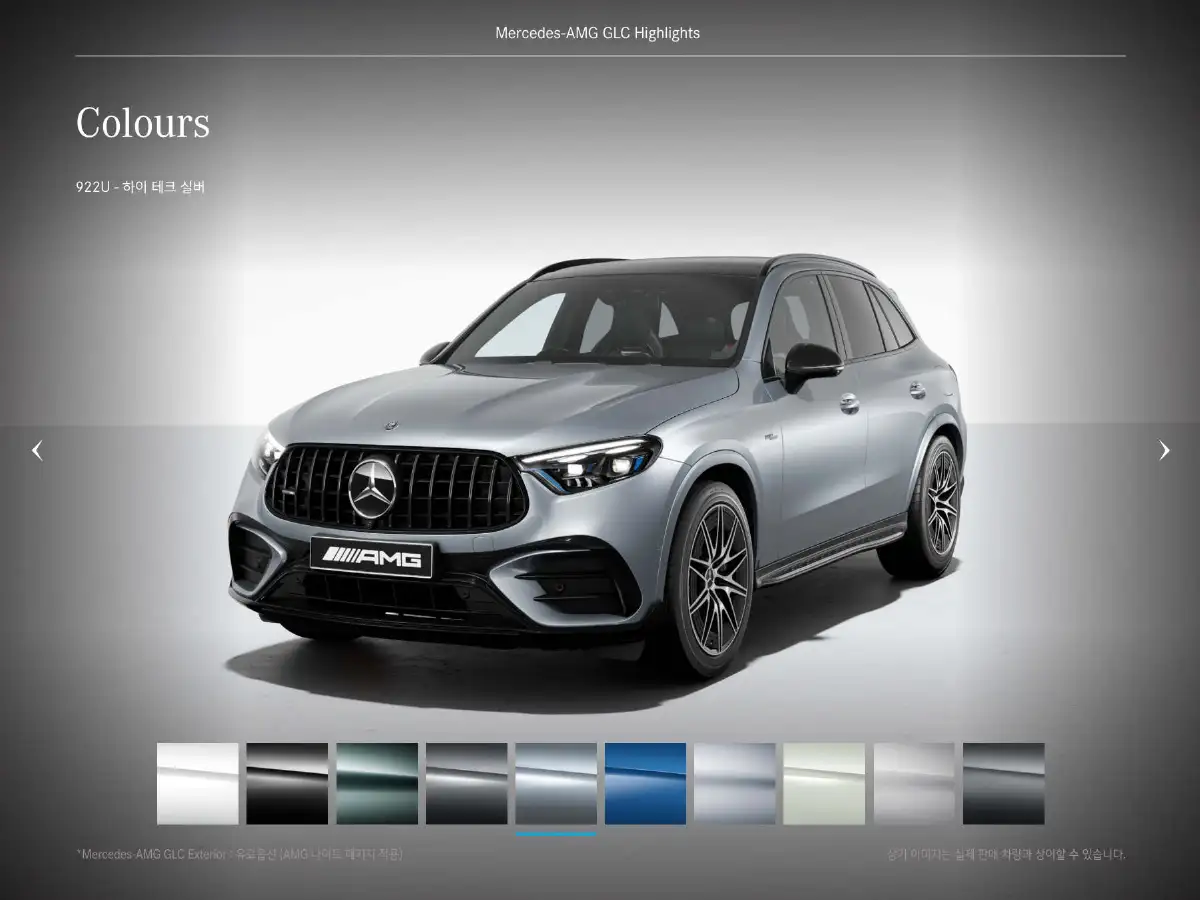 Mercedes-AMG GLC Highlights
Colours
922U - 하이 테크 실버
AMG
*Mercedes-AMG GLC Exterior : 유료옵션 (AMG 나이트 패키지 적용)
상기 이미지는 실제 판매 차량과 상이할 수 있습니다.